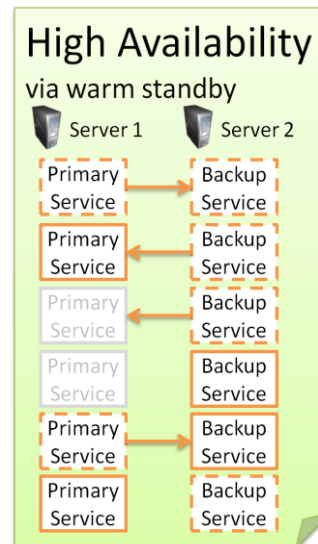 High Availability
via warm standby
Server 1 Server 2
Primary Backup
Service Service
Primary Backup
Service Service
Primary Backup
Service Service
Primary Backup
Service Service
Primary Backup
Service Service
Primary Backup
Service Service